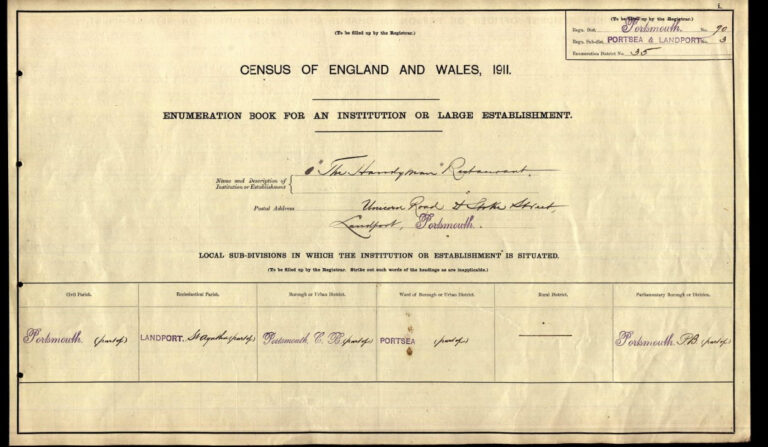 (To be filled up by the Registrar.)
(To be filled up by the Registrar.)
Regn. Dist. Portsmouth No. 90
Regn. Sub-dist. PORTSEA & LANDPORT No. 3
Enumeration District No. 35
CENSUS OF ENGLAND AND WALES, 1911.
ENUMERATION BOOK FOR AN INSTITUTION OR LARGE ESTABLISHMENT.
Name and Description of
Institution or Establishment
"The Handyman" Restaurant.
Postal Address Unicorn Road & Stoke Street,
Landport, Portsmouth.
LOCAL SUB-DIVISIONS IN WHICH THE INSTITUTION OR ESTABLISHMENT IS SITUATED.
(To be filled up by the Registrar. Strike out such words of the headings as are inapplicable.)
Civil Parish. Ecclesiastical Parish. Borough or Urban District. Ward of Borough or Urban District. Rural District. Parliamentary Borough or Division.
Portsmouth. (part of) LANDPORT. St Agatha (part of) Portsmouth, C. B. (part of) PORTSEA (part of) Portsmouth P.B. (part of)